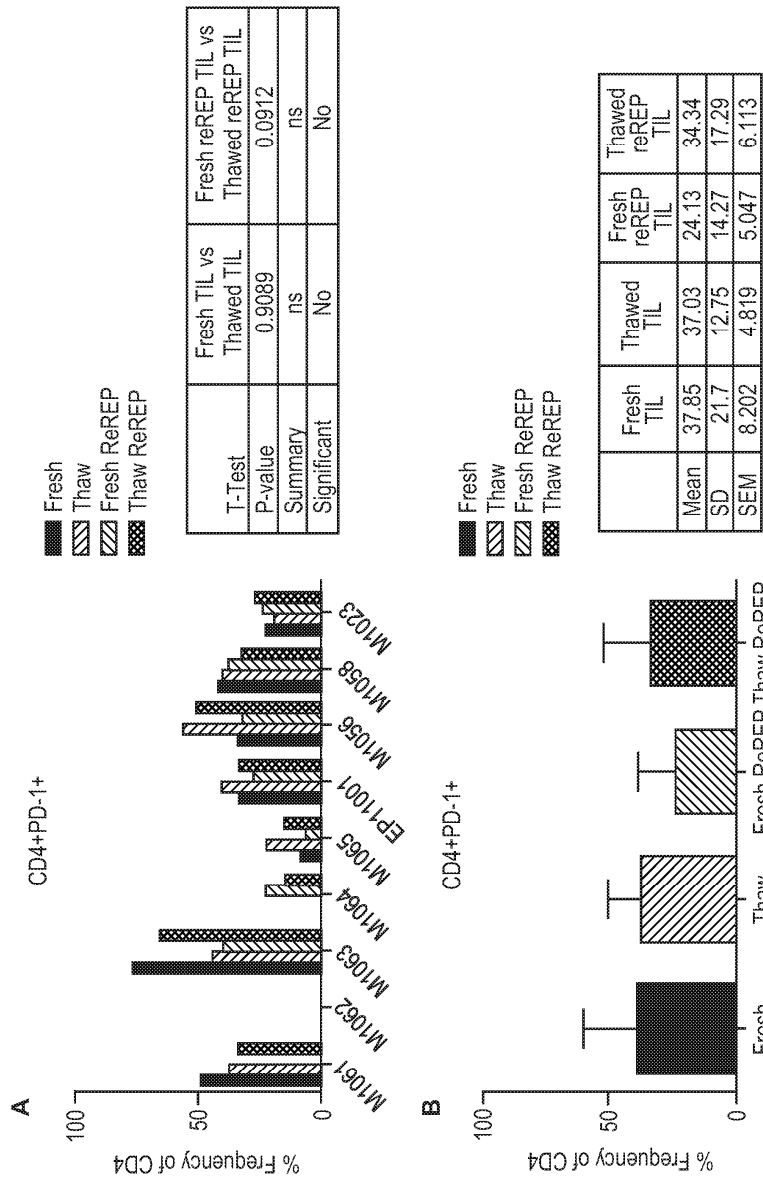 A
CD4+PD-1+
% Frequency of CD4
100
50
0
M1061
M1062
M1063
M1064
M1065
EP11001
M1056
M1058
M1023
Fresh
Thaw
Fresh ReREP
Thaw ReREP
T-Test | Fresh TIL vs Thawed TIL | Fresh reREP TIL vs Thawed reREP TIL
P-value | 0.9089 | 0.0912
Summary | ns | ns
Significant | No | No
B
CD4+PD-1+
% Frequency of CD4
100
50
0
Fresh
Thaw
Fresh ReREP
Thaw ReREP
Fresh
Thaw
Fresh ReREP
Thaw ReREP
Fresh TIL | Thawed TIL | Fresh reREP TIL | Thawed reREP TIL
Mean | 37.85 | 37.03 | 24.13 | 34.34
SD | 21.7 | 12.75 | 14.27 | 17.29
SEM | 8.202 | 4.819 | 5.047 | 6.113